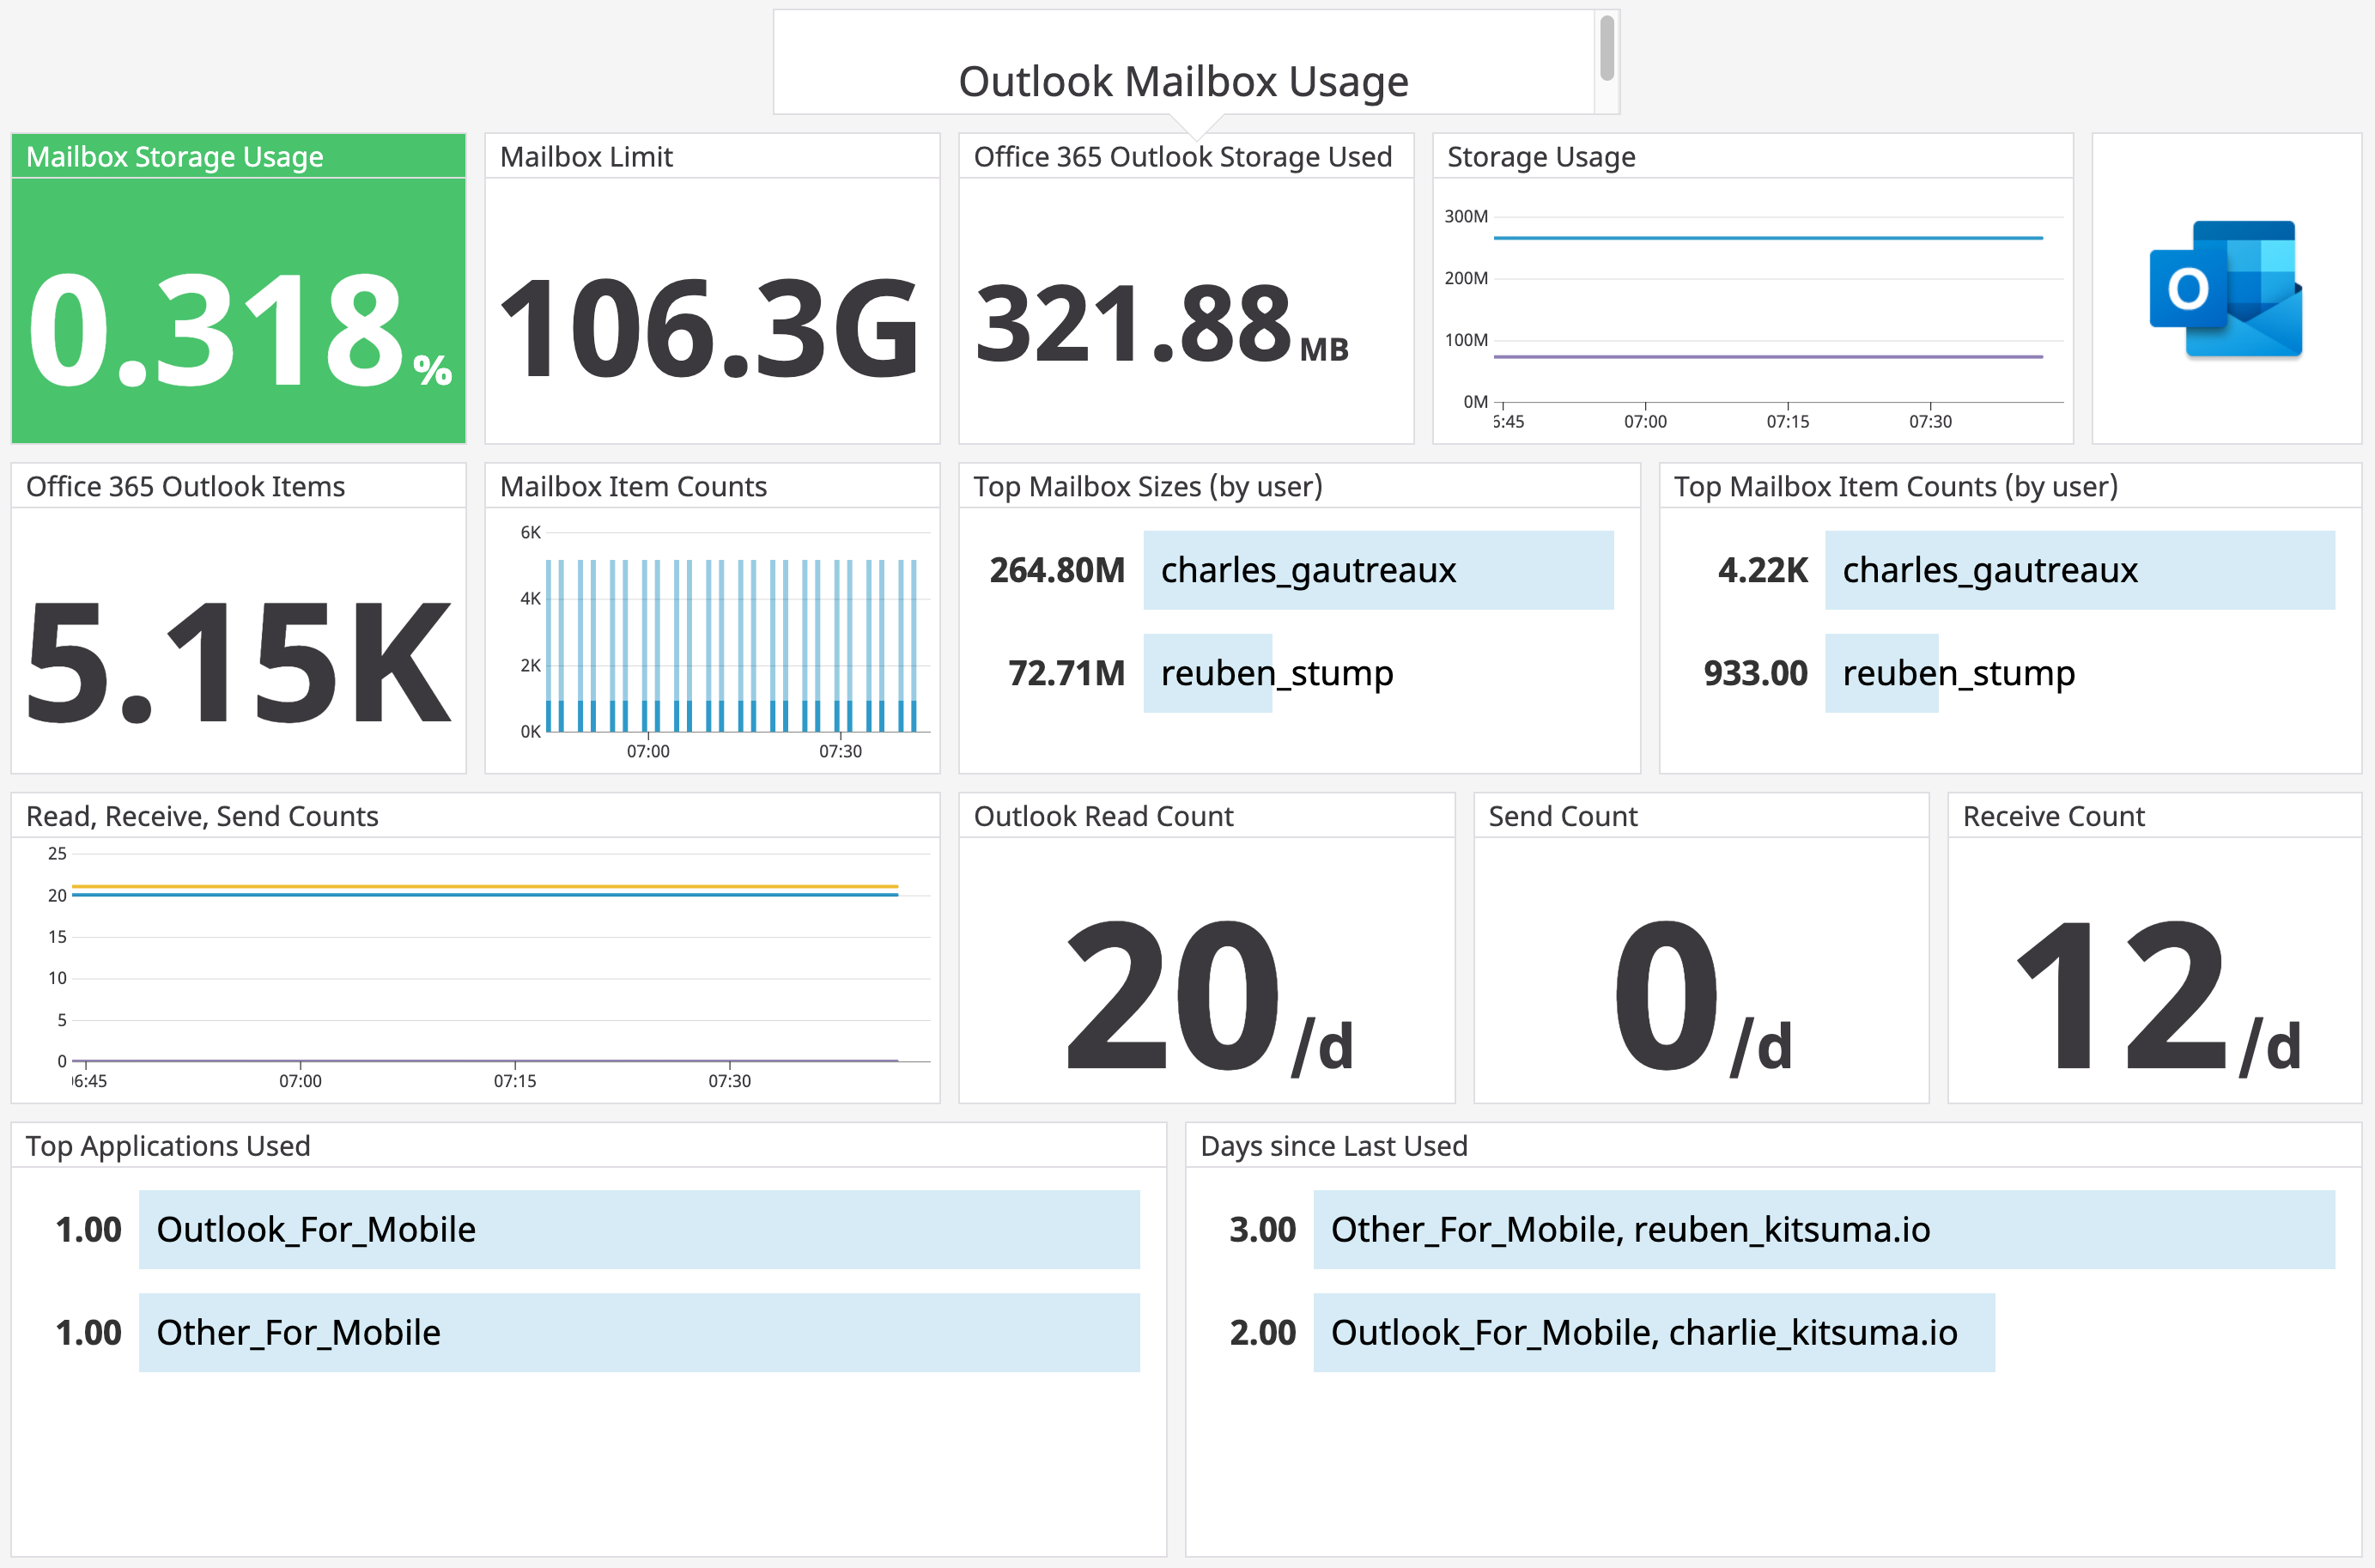 Outlook Mailbox Usage
Mailbox Storage Usage
0.318%
Mailbox Limit
106.3G
Office 365 Outlook Storage Used
321.88 MB
Storage Usage
300M
200M
100M
0M
6:45 07:00 07:15 07:30
O
Office 365 Outlook Items
5.15K
Mailbox Item Counts
6K
4K
2K
0K
07:00 07:30
Top Mailbox Sizes (by user)
264.80M charles_gautreaux
72.71M reuben_stump
Top Mailbox Item Counts (by user)
4.22K charles_gautreaux
933.00 reuben_stump
Read, Receive, Send Counts
25
20
15
10
5
0
06:45 07:00 07:15 07:30
Outlook Read Count
20/d
Send Count
0/d
Receive Count
12/d
Top Applications Used
1.00 Outlook_For_Mobile
1.00 Other_For_Mobile
Days since Last Used
3.00 Other_For_Mobile, reuben_kitsuma.io
2.00 Outlook_For_Mobile, charlie_kitsuma.io